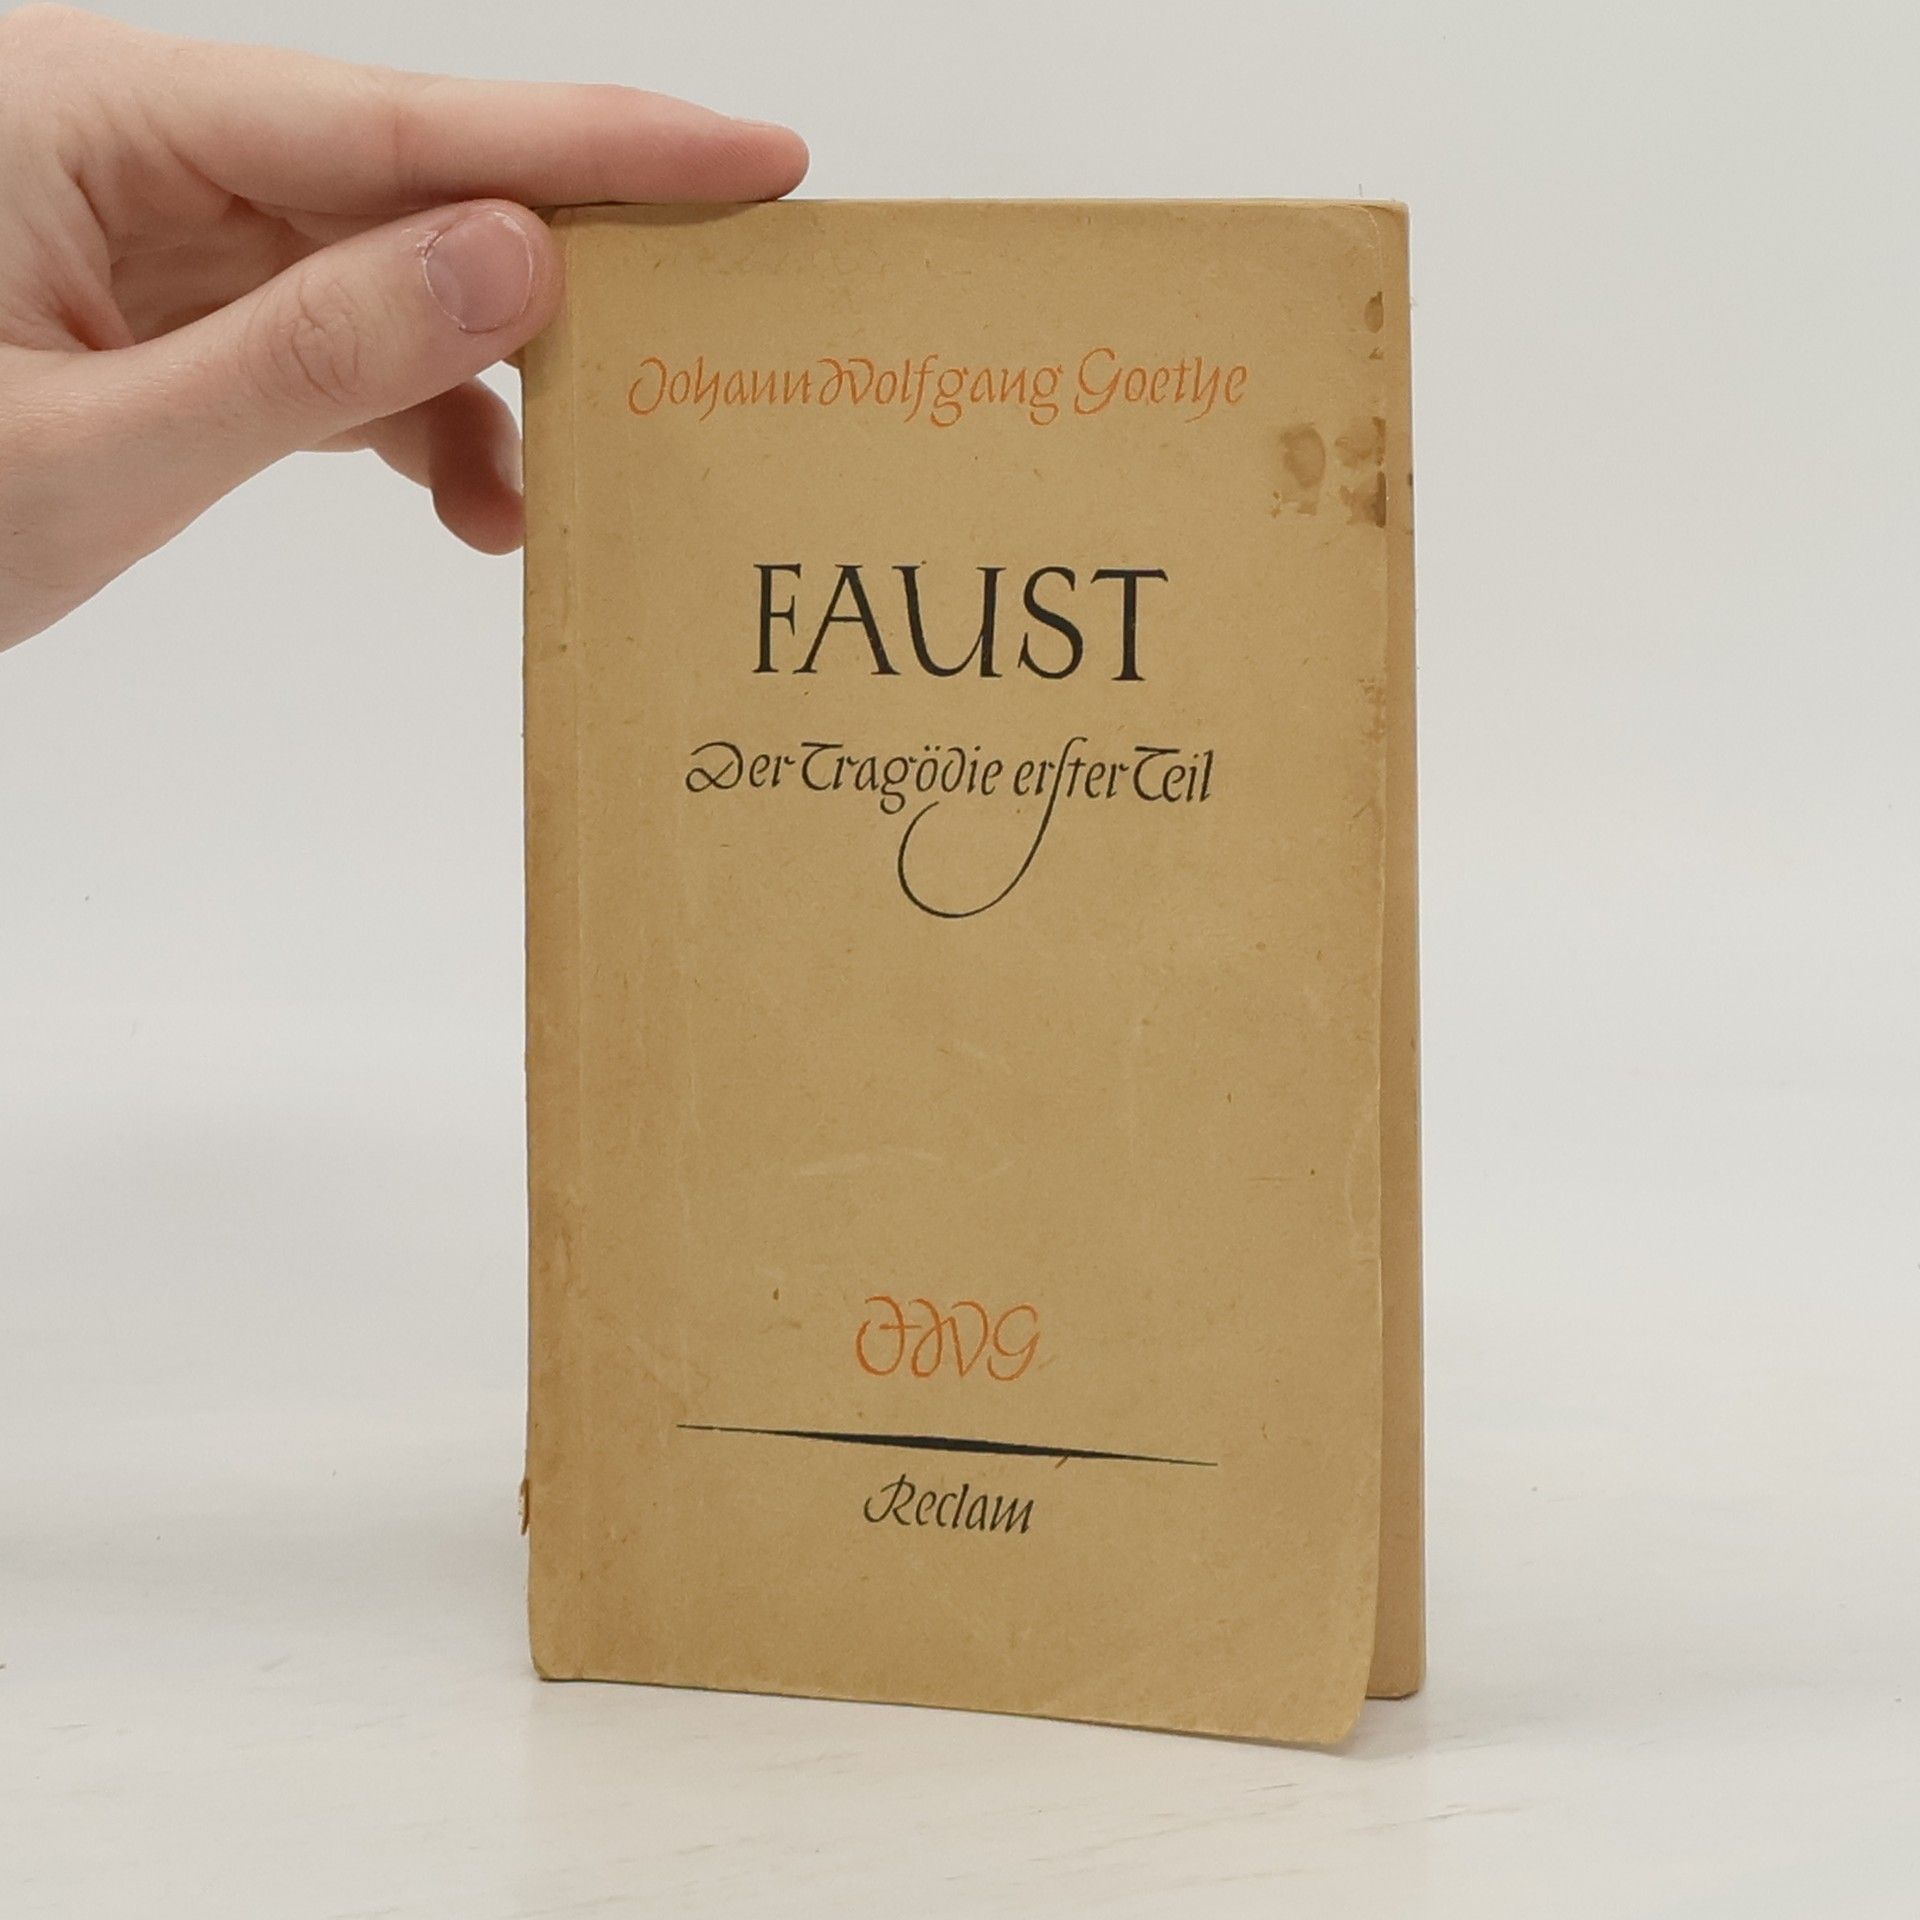 Johann Wolfgang Goethe
FAUST
Der Tragödie erſter Teil
JWG
Reclam